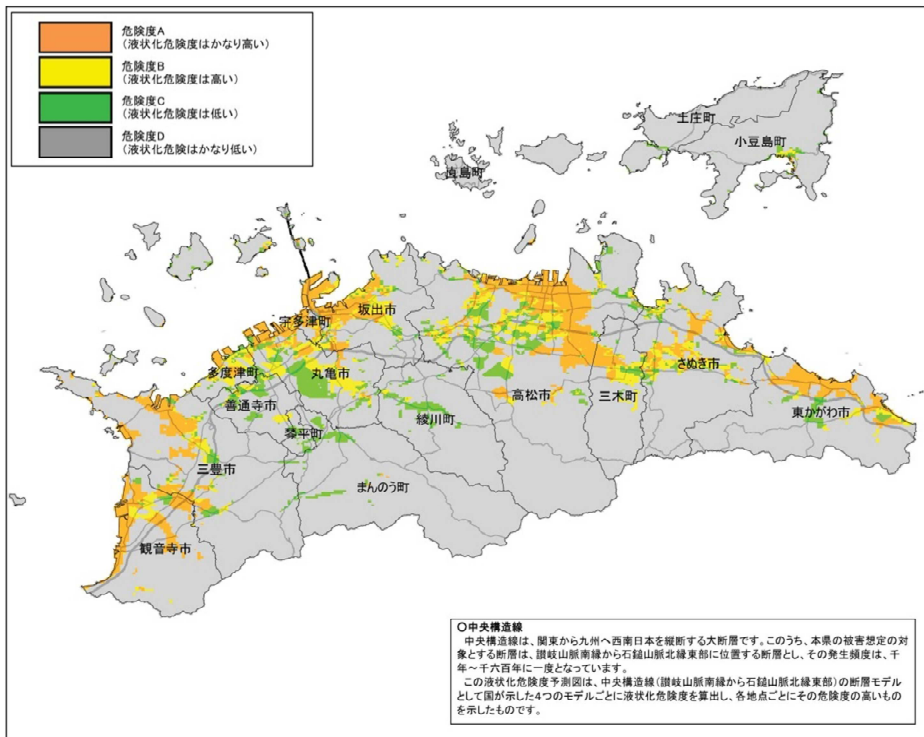 危険度A
（液状化危険度はかなり高い）
危険度B
（液状化危険度は高い）
危険度C
（液状化危険度は低い）
危険度D
（液状化危険はかなり低い）
土庄町
小豆島町
直島町
坂出市
宇多津町
多度津町
丸亀市
善通寺市
さぬき市
高松市
三木町
東かがわ市
綾川町
琴平町
三豊市
まんのう町
観音寺市
○中央構造線
中央構造線は、関東から九州へ西南日本を縦断する大断層です。このうち、本県の被害想定の対
象とする断層は、讃岐山脈南縁から石鎚山脈北縁東部に位置する断層とし、その発生頻度は、千
年～千六百年に一度となっています。
この液状化危険度予測図は、中央構造線（讃岐山脈南縁から石鎚山脈北縁東部）の断層モデル
として国が示した4つのモデルごとに液状化危険度を算出し、各地点ごとにその危険度の高いもの
を示したものです。